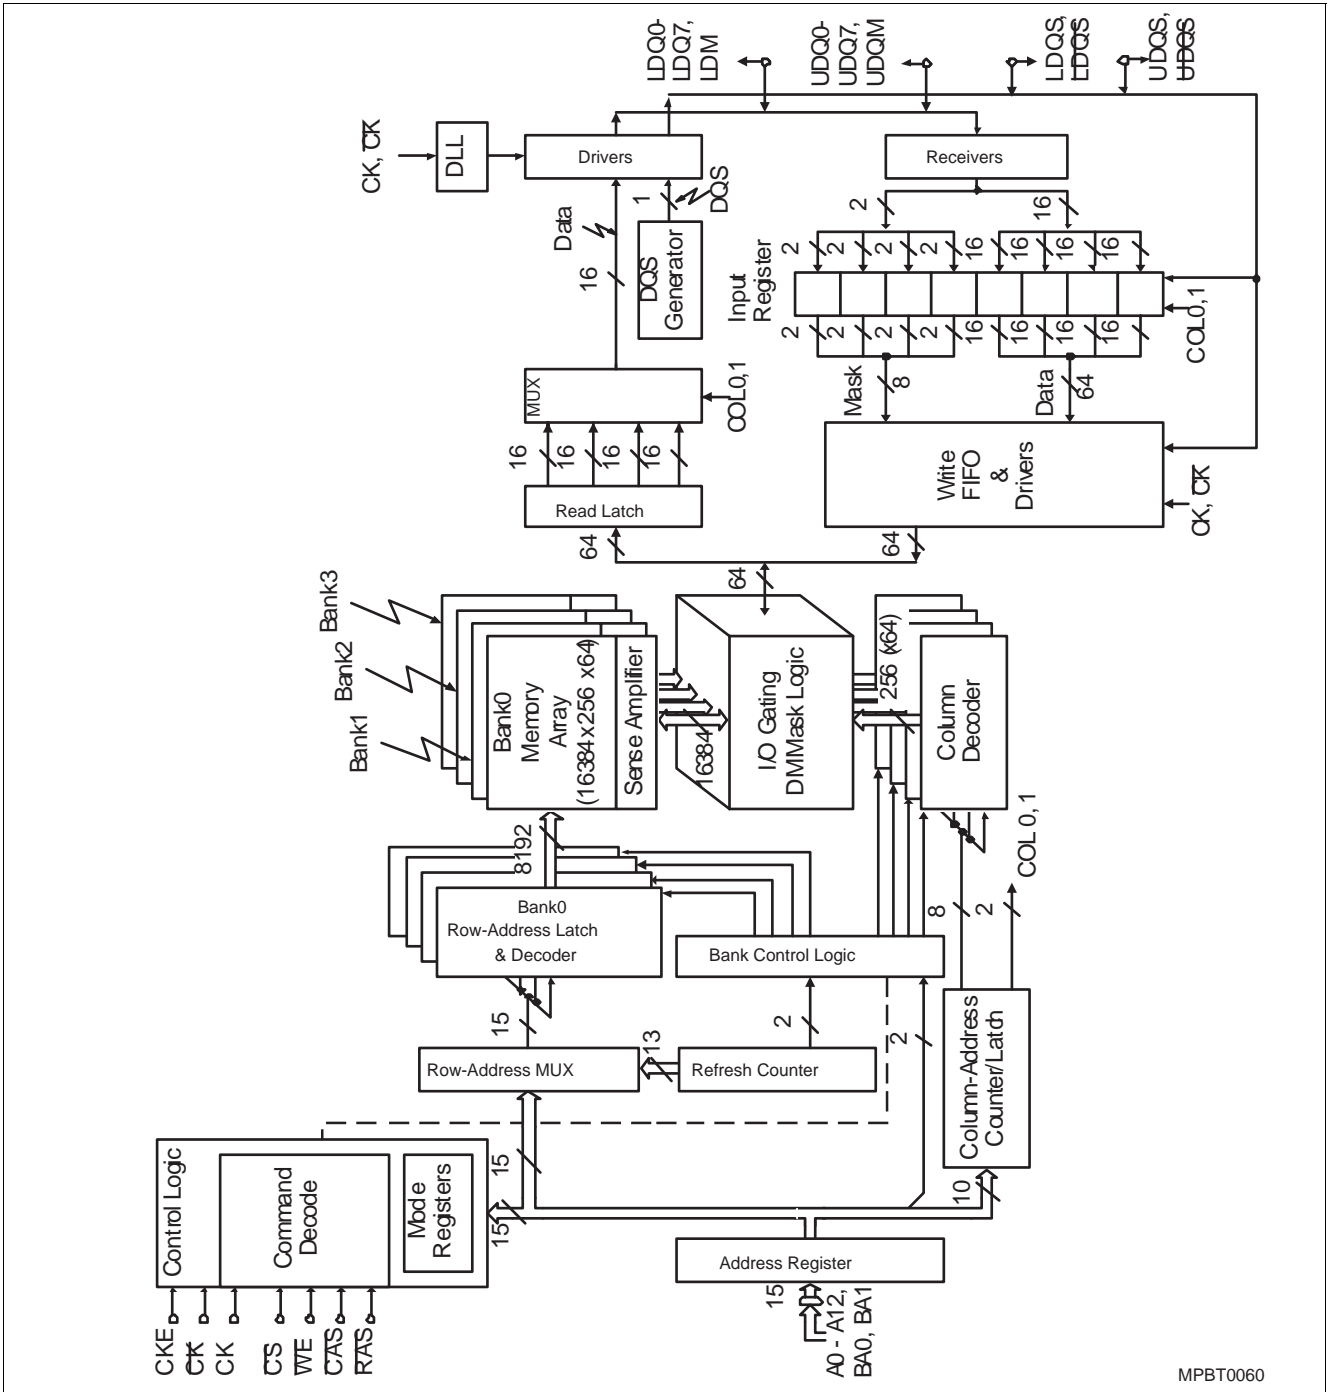 LDQ0-
LDQ7,
LDM
UDQ0-
UDQ7,
UDQM
LDQS,
LDQS
UDQS,
UDQS
CK, CK
DLL
Drivers
Receivers
Data
16
1
DQS
DQS
Generator
2
16
2
2
2
2
16
16
16
16
Input
Register
2
2
2
2
16
16
16
16
COL0,1
MUX
COL0,1
Mask
8
Data
64
16
16
16
16
Read Latch
Write
FIFO
&
Drivers
CK, CK
64
64
64
Bank3
Bank2
Bank1
Bank0
Memory
Array
(16384x256 x64)
Sense Amplifier
16384
I/O Gating
DMMask Logic
256 (x64)
Column
Decoder
8192
Bank0
Row-Address Latch
& Decoder
Bank Control Logic
8
2
COL 0, 1
15
2
2
Row-Address MUX
13
Refresh Counter
Column-Address
Counter/Latch
Control Logic
Command
Decode
Mode
Registers
15
15
10
Address Register
15
A0 - A12,
BA0, BA1
CKE
CK
CK
CS
WE
CAS
RAS
MPBT0060